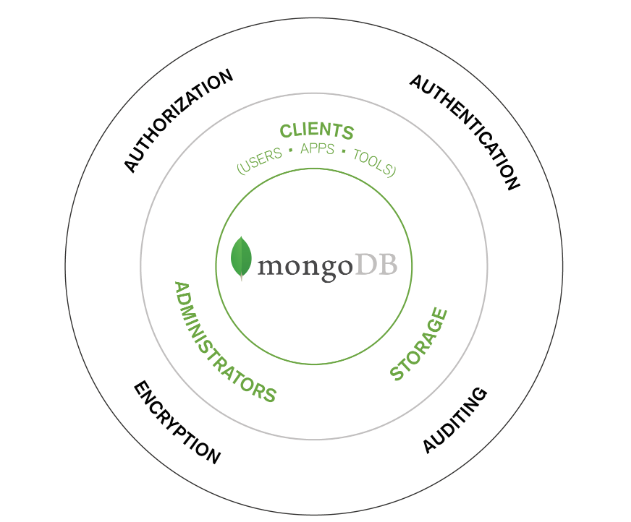 AUTHORIZATION
AUTHENTICATION
CLIENTS
(USERS • APPS • TOOLS)
mongoDB
ADMINISTRATORS
STORAGE
ENCRYPTION
AUDITING